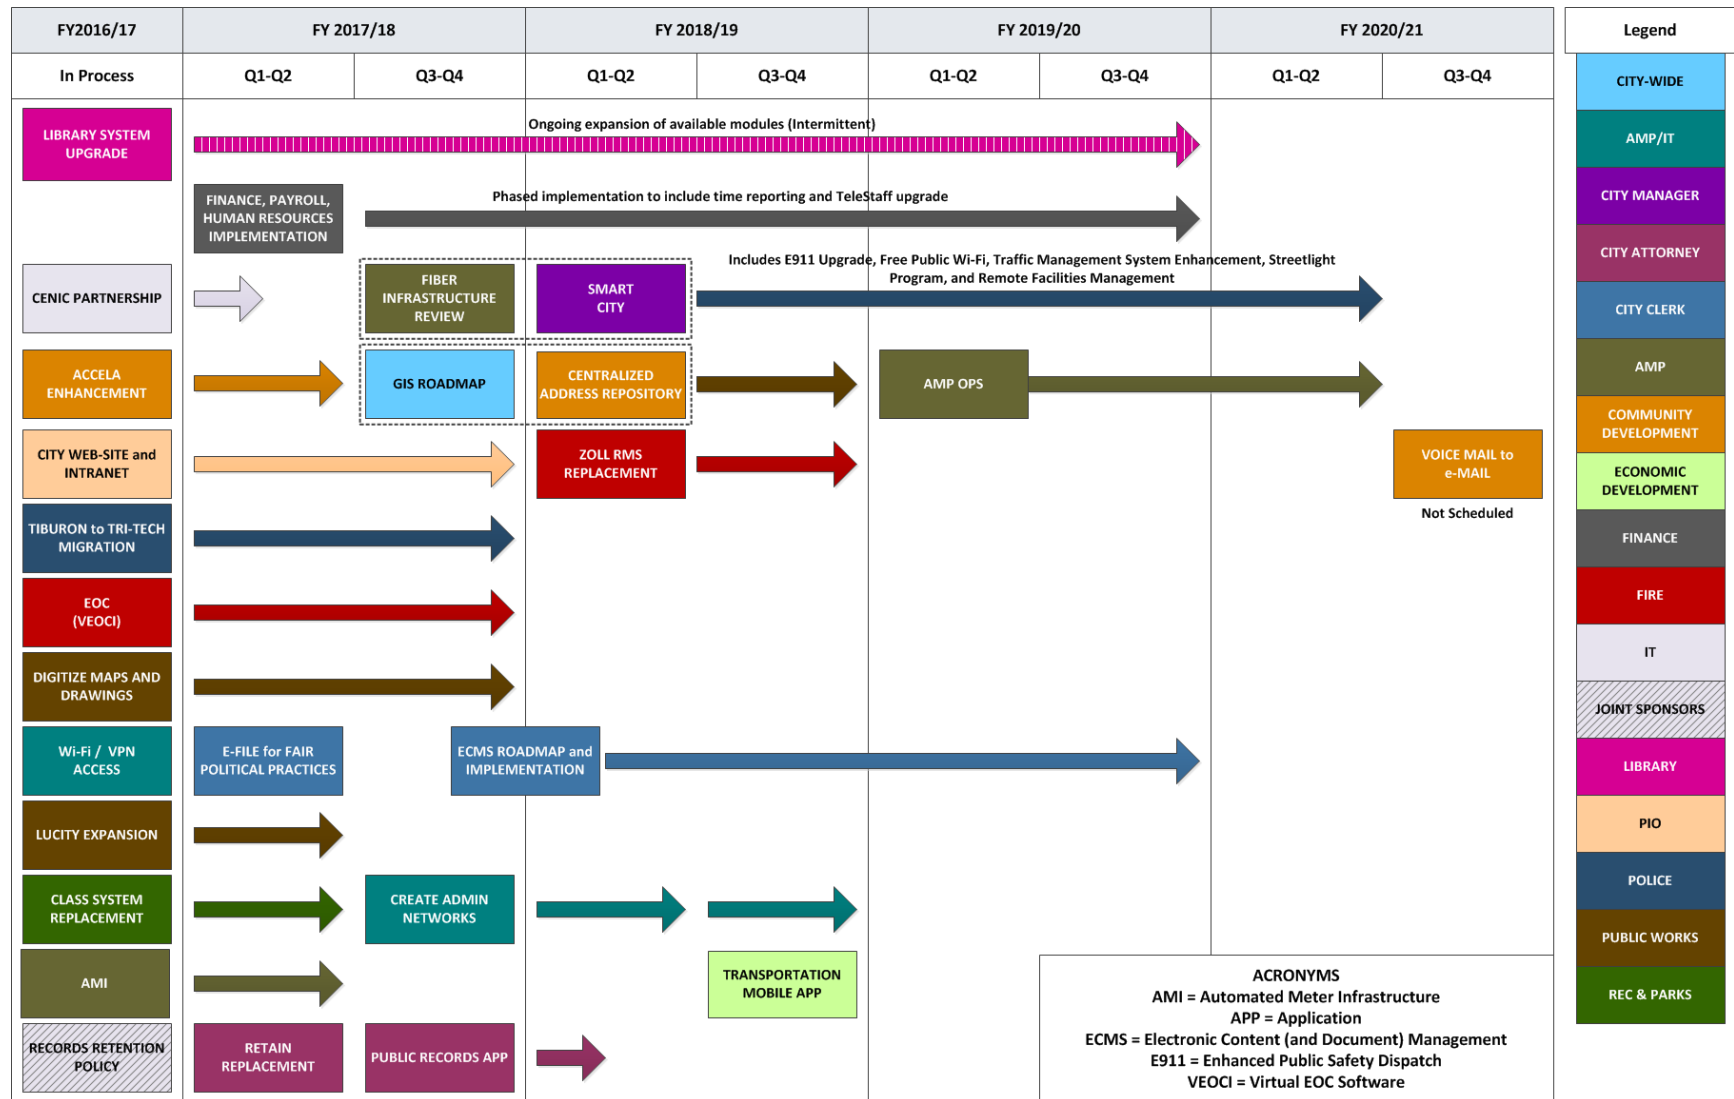 FY2016/17
FY 2017/18
FY 2018/19
FY 2019/20
FY 2020/21
Legend
In Process
Q1-Q2
Q3-Q4
Q1-Q2
Q3-Q4
Q1-Q2
Q3-Q4
Q1-Q2
Q3-Q4
LIBRARY SYSTEM
UPGRADE
Ongoing expansion of available modules (Intermittent)
FINANCE, PAYROLL,
HUMAN RESOURCES
IMPLEMENTATION
Phased implementation to include time reporting and TeleStaff upgrade
CENIC PARTNERSHIP
FIBER
INFRASTRUCTURE
REVIEW
SMART
CITY
Includes E911 Upgrade, Free Public Wi-Fi, Traffic Management System Enhancement, Streetlight
Program, and Remote Facilities Management
ACCELA
ENHANCEMENT
GIS ROADMAP
CENTRALIZED
ADDRESS REPOSITORY
AMP OPS
CITY WEB-SITE and
INTRANET
ZOLL RMS
REPLACEMENT
VOICE MAIL to
e-MAIL
Not Scheduled
TIBURON to TRI-TECH
MIGRATION
EOC
(VEOCI)
DIGITIZE MAPS AND
DRAWINGS
Wi-Fi / VPN
ACCESS
E-FILE for FAIR
POLITICAL PRACTICES
ECMS ROADMAP and
IMPLEMENTATION
LUCITY EXPANSION
CLASS SYSTEM
REPLACEMENT
CREATE ADMIN
NETWORKS
AMI
TRANSPORTATION
MOBILE APP
RECORDS RETENTION
POLICY
RETAIN
REPLACEMENT
PUBLIC RECORDS APP
ACRONYMS
AMI = Automated Meter Infrastructure
APP = Application
ECMS = Electronic Content (and Document) Management
E911 = Enhanced Public Safety Dispatch
VEOCI = Virtual EOC Software
CITY-WIDE
AMP/IT
CITY MANAGER
CITY ATTORNEY
CITY CLERK
AMP
COMMUNITY
DEVELOPMENT
ECONOMIC
DEVELOPMENT
FINANCE
FIRE
IT
JOINT SPONSORS
LIBRARY
PIO
POLICE
PUBLIC WORKS
REC & PARKS